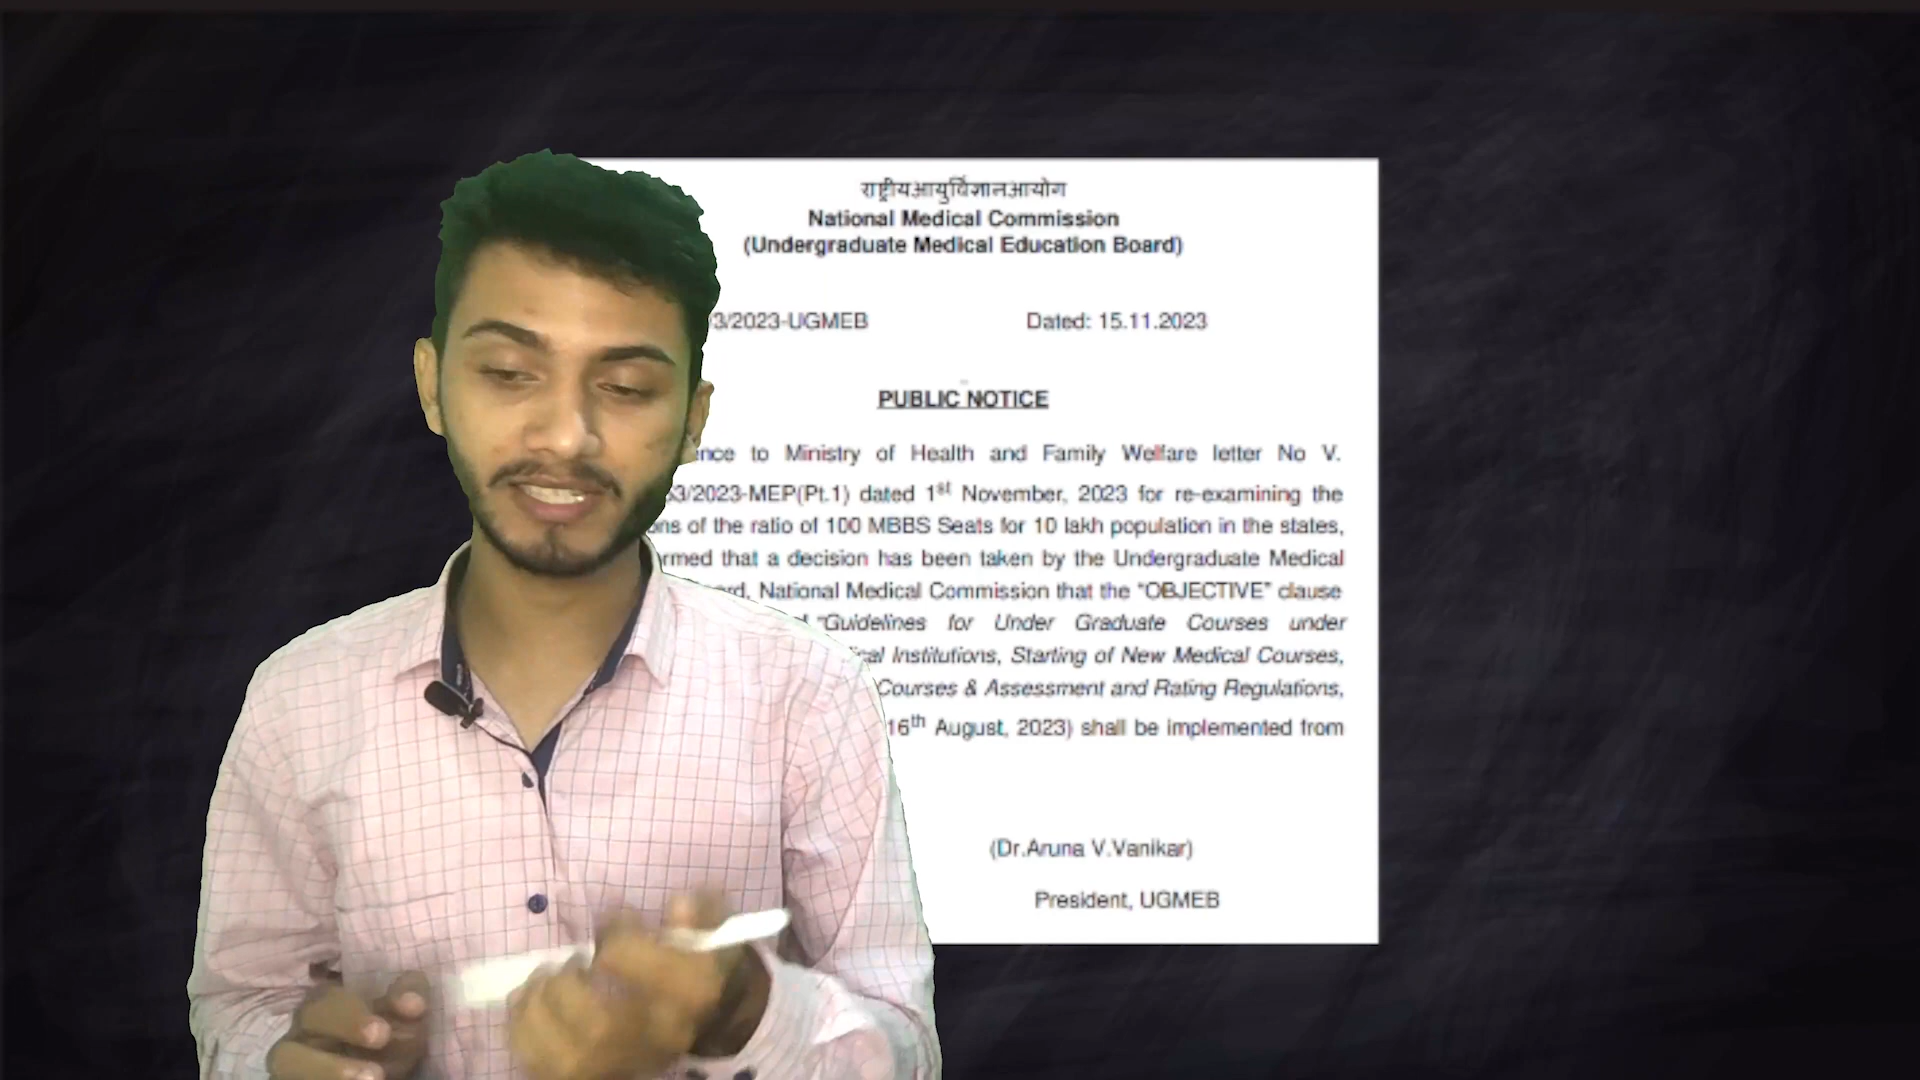 राष्ट्रीयआयुर्विज्ञानआयोग
National Medical Commission
(Undergraduate Medical Education Board)
3/2023-UGMEB Dated: 15.11.2023
PUBLIC NOTICE
to Ministry of Health and Family Welfare letter No V.
3/2023-MEP(Pt.1) dated 1st November, 2023 for re-examining the
of the ratio of 100 MBBS Seats for 10 lakh population in the states,
that a decision has been taken by the Undergraduate Medical
National Medical Commission that the "OBJECTIVE" clause
"Guidelines for Under Graduate Courses under
Institutions, Starting of New Medical Courses,
Courses & Assessment and Rating Regulations,
16th August, 2023) shall be implemented from
(Dr.Aruna V.Vanikar)
President, UGMEB